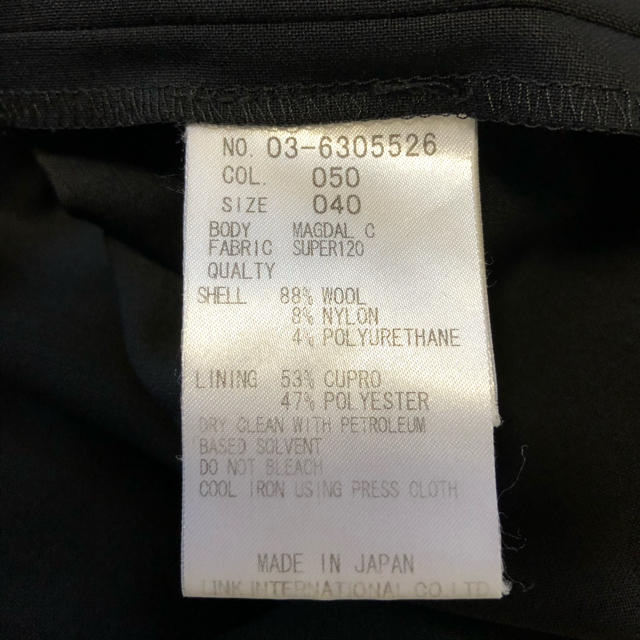 NO. 03-6305526
COL. 050
SIZE 040
BODY MAGDAL C
FABRIC SUPER120
QUALTY
SHELL 88% WOOL
8% NYLON
4% POLYURETHANE
LINING 53% CUPRO
47% POLYESTER
DRY CLEAN WITH PETROLEUM
BASED SOLVENT
DO NOT BLEACH
COOL IRON USING PRESS CLOTH
MADE IN JAPAN
LINK INTERNATIONAL CO.LTD